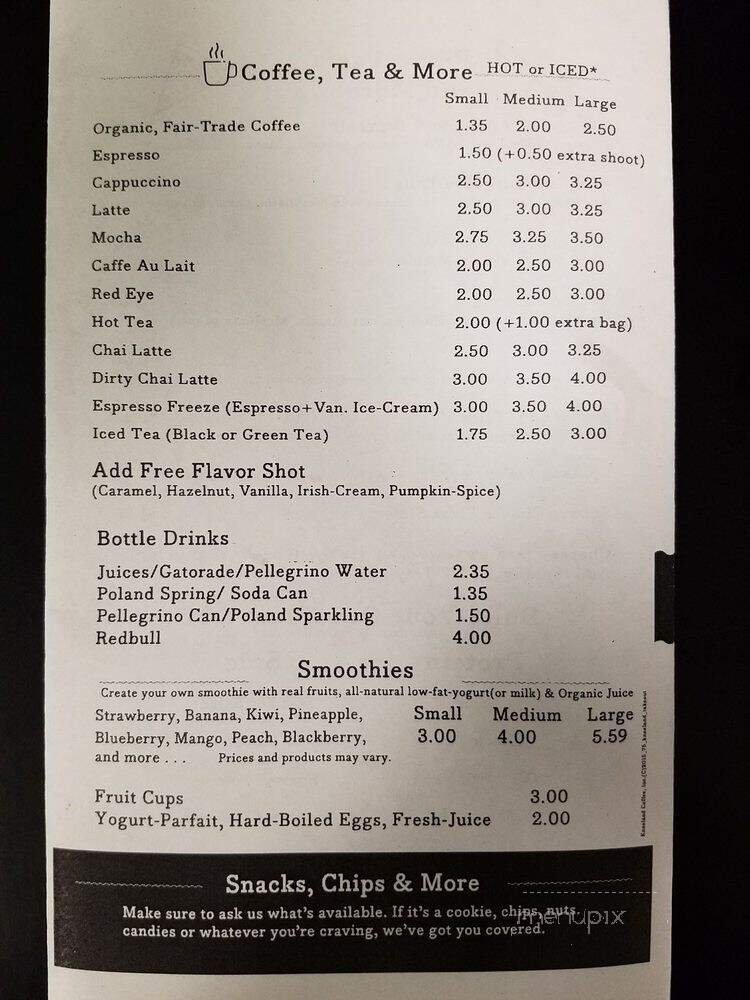 Coffee, Tea & More HOT or ICED*
Small Medium Large
Organic, Fair-Trade Coffee 1.35 2.00 2.50
Espresso 1.50 (+0.50 extra shoot)
Cappuccino 2.50 3.00 3.25
Latte 2.50 3.00 3.25
Mocha 2.75 3.25 3.50
Caffe Au Lait 2.00 2.50 3.00
Red Eye 2.00 2.50 3.00
Hot Tea 2.00 (+1.00 extra bag)
Chai Latte 2.50 3.00 3.25
Dirty Chai Latte 3.00 3.50 4.00
Espresso Freeze (Espresso+Van. Ice-Cream) 3.00 3.50 4.00
Iced Tea (Black or Green Tea) 1.75 2.50 3.00
Add Free Flavor Shot
(Caramel, Hazelnut, Vanilla, Irish-Cream, Pumpkin-Spice)
Bottle Drinks
Juices/Gatorade/Pellegrino Water 2.35
Poland Spring/ Soda Can 1.35
Pellegrino Can/Poland Sparkling 1.50
Redbull 4.00
Smoothies
Create your own smoothie with real fruits, all-natural low-fat-yogurt(or milk) & Organic Juice
Strawberry, Banana, Kiwi, Pineapple, Small Medium Large
Blueberry, Mango, Peach, Blackberry, 3.00 4.00 5.59
and more . . . Prices and products may vary.
Fruit Cups 3.00
Yogurt-Parfait, Hard-Boiled Eggs, Fresh-Juice 2.00
Snacks, Chips & More
Make sure to ask us what's available. If it's a cookie, chips, nuts
candies or whatever you're craving, we've got you covered.
menupix
Kneeland Coffee, Inc.